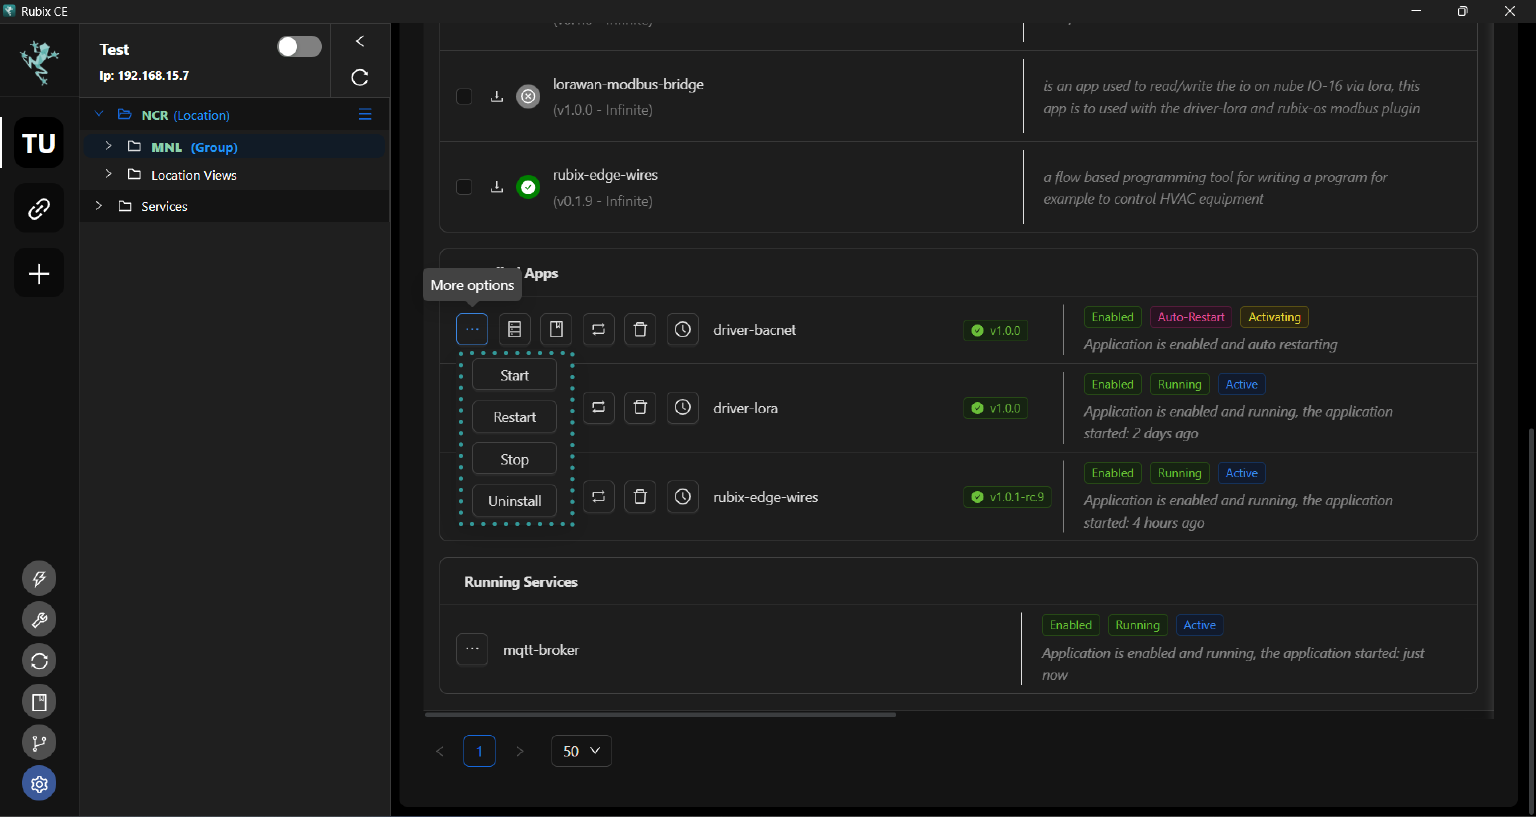 Rubix CE
Test
Ip: 192.168.15.7
TU
NCR (Location)
MNL (Group)
Location Views
Services
lorawan-modbus-bridge
(v1.0.0 - Infinite)
is an app used to read/write the io on nube IO-16 via lora, this
app is to used with the driver-lora and rubix-os modbus plugin
rubix-edge-wires
(v0.1.9 - Infinite)
a flow based programming tool for writing a program for
example to control HVAC equipment
Apps
More options
driver-bacnet
v1.0.0
Enabled Auto-Restart Activating
Application is enabled and auto restarting
Start
Restart
Stop
Uninstall
driver-lora
v1.0.0
Enabled Running Active
Application is enabled and running, the application
started: 2 days ago
rubix-edge-wires
v1.0.1-rc.9
Enabled Running Active
Application is enabled and running, the application
started: 4 hours ago
Running Services
mqtt-broker
Enabled Running Active
Application is enabled and running, the application started: just
now
< 1 >
50